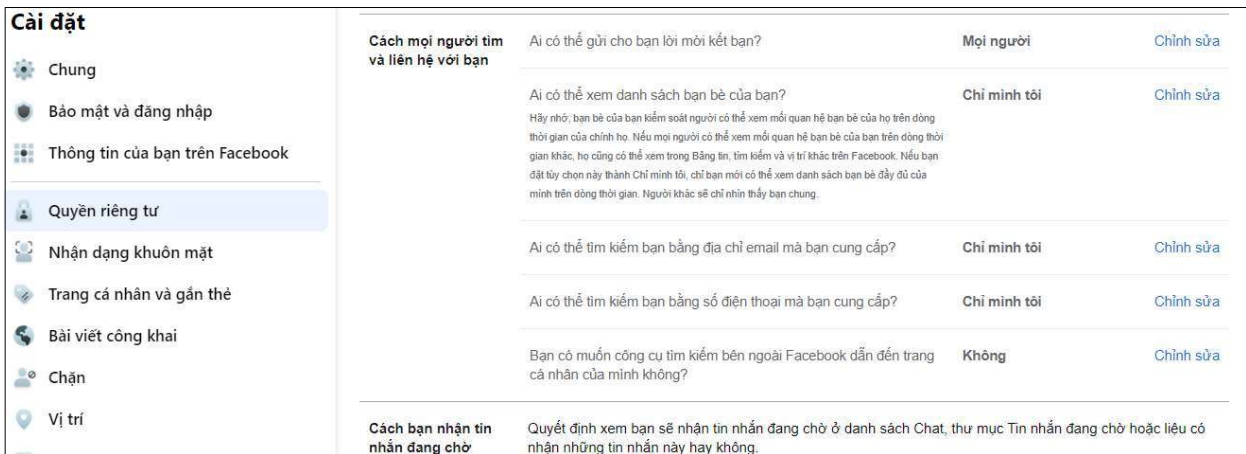 Cài đặt
Chung
Bảo mật và đăng nhập
Thông tin của bạn trên Facebook
Quyền riêng tư
Nhận dạng khuôn mặt
Trang cá nhân và gắn thẻ
Bài viết công khai
Chặn
Vị trí
Cách mọi người tìm
và liên hệ với bạn
Ai có thể gửi cho bạn lời mời kết bạn?
Mọi người
Chỉnh sửa
Ai có thể xem danh sách bạn bè của bạn?
Chỉ mình tôi
Chỉnh sửa
Hãy nhớ, bạn bè của bạn kiểm soát người có thể xem mối quan hệ bạn bè của họ trên dòng
thời gian của chính họ. Nếu mọi người có thể xem mối quan hệ bạn bè của bạn trên dòng thời
gian khác, họ cũng có thể xem trong Bảng tin, tìm kiếm và vị trí khác trên Facebook. Nếu bạn
đặt tùy chọn này thành Chỉ mình tôi, chỉ bạn mới có thể xem danh sách bạn bè đầy đủ của
mình trên dòng thời gian. Người khác sẽ chỉ nhìn thấy bạn chung.
Ai có thể tìm kiếm bạn bằng địa chỉ email mà bạn cung cấp?
Chỉ mình tôi
Chỉnh sửa
Ai có thể tìm kiếm bạn bằng số điện thoại mà bạn cung cấp?
Chỉ mình tôi
Chỉnh sửa
Bạn có muốn công cụ tìm kiếm bên ngoài Facebook dẫn đến trang
cá nhân của mình không?
Không
Chỉnh sửa
Cách bạn nhận tin
nhắn đang chờ
Quyết định xem bạn sẽ nhận tin nhắn đang chờ ở danh sách Chat, thư mục Tin nhắn đang chờ hoặc liệu có
nhận những tin nhắn này hay không.